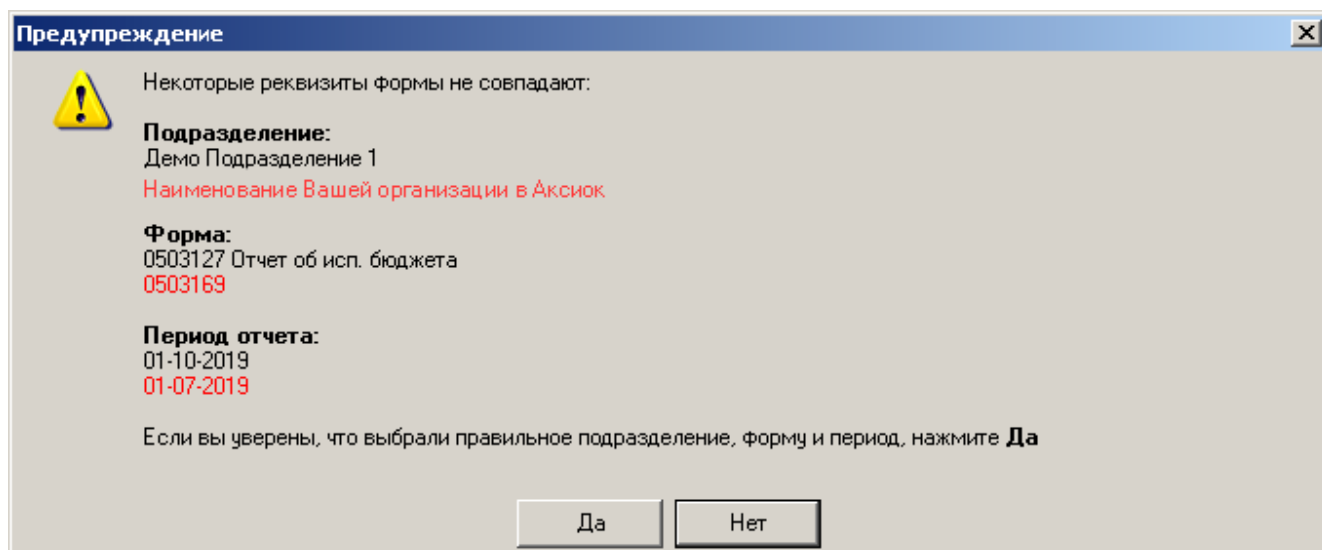 Предупреждение
Некоторые реквизиты формы не совпадают:
Подразделение:
Демо Подразделение 1
Наименование Вашей организации в Аксиок
Форма:
0503127 Отчет об исп. бюджета
0503169
Период отчета:
01-10-2019
01-07-2019
Если вы уверены, что выбрали правильное подразделение, форму и период, нажмите Да
Да Нет